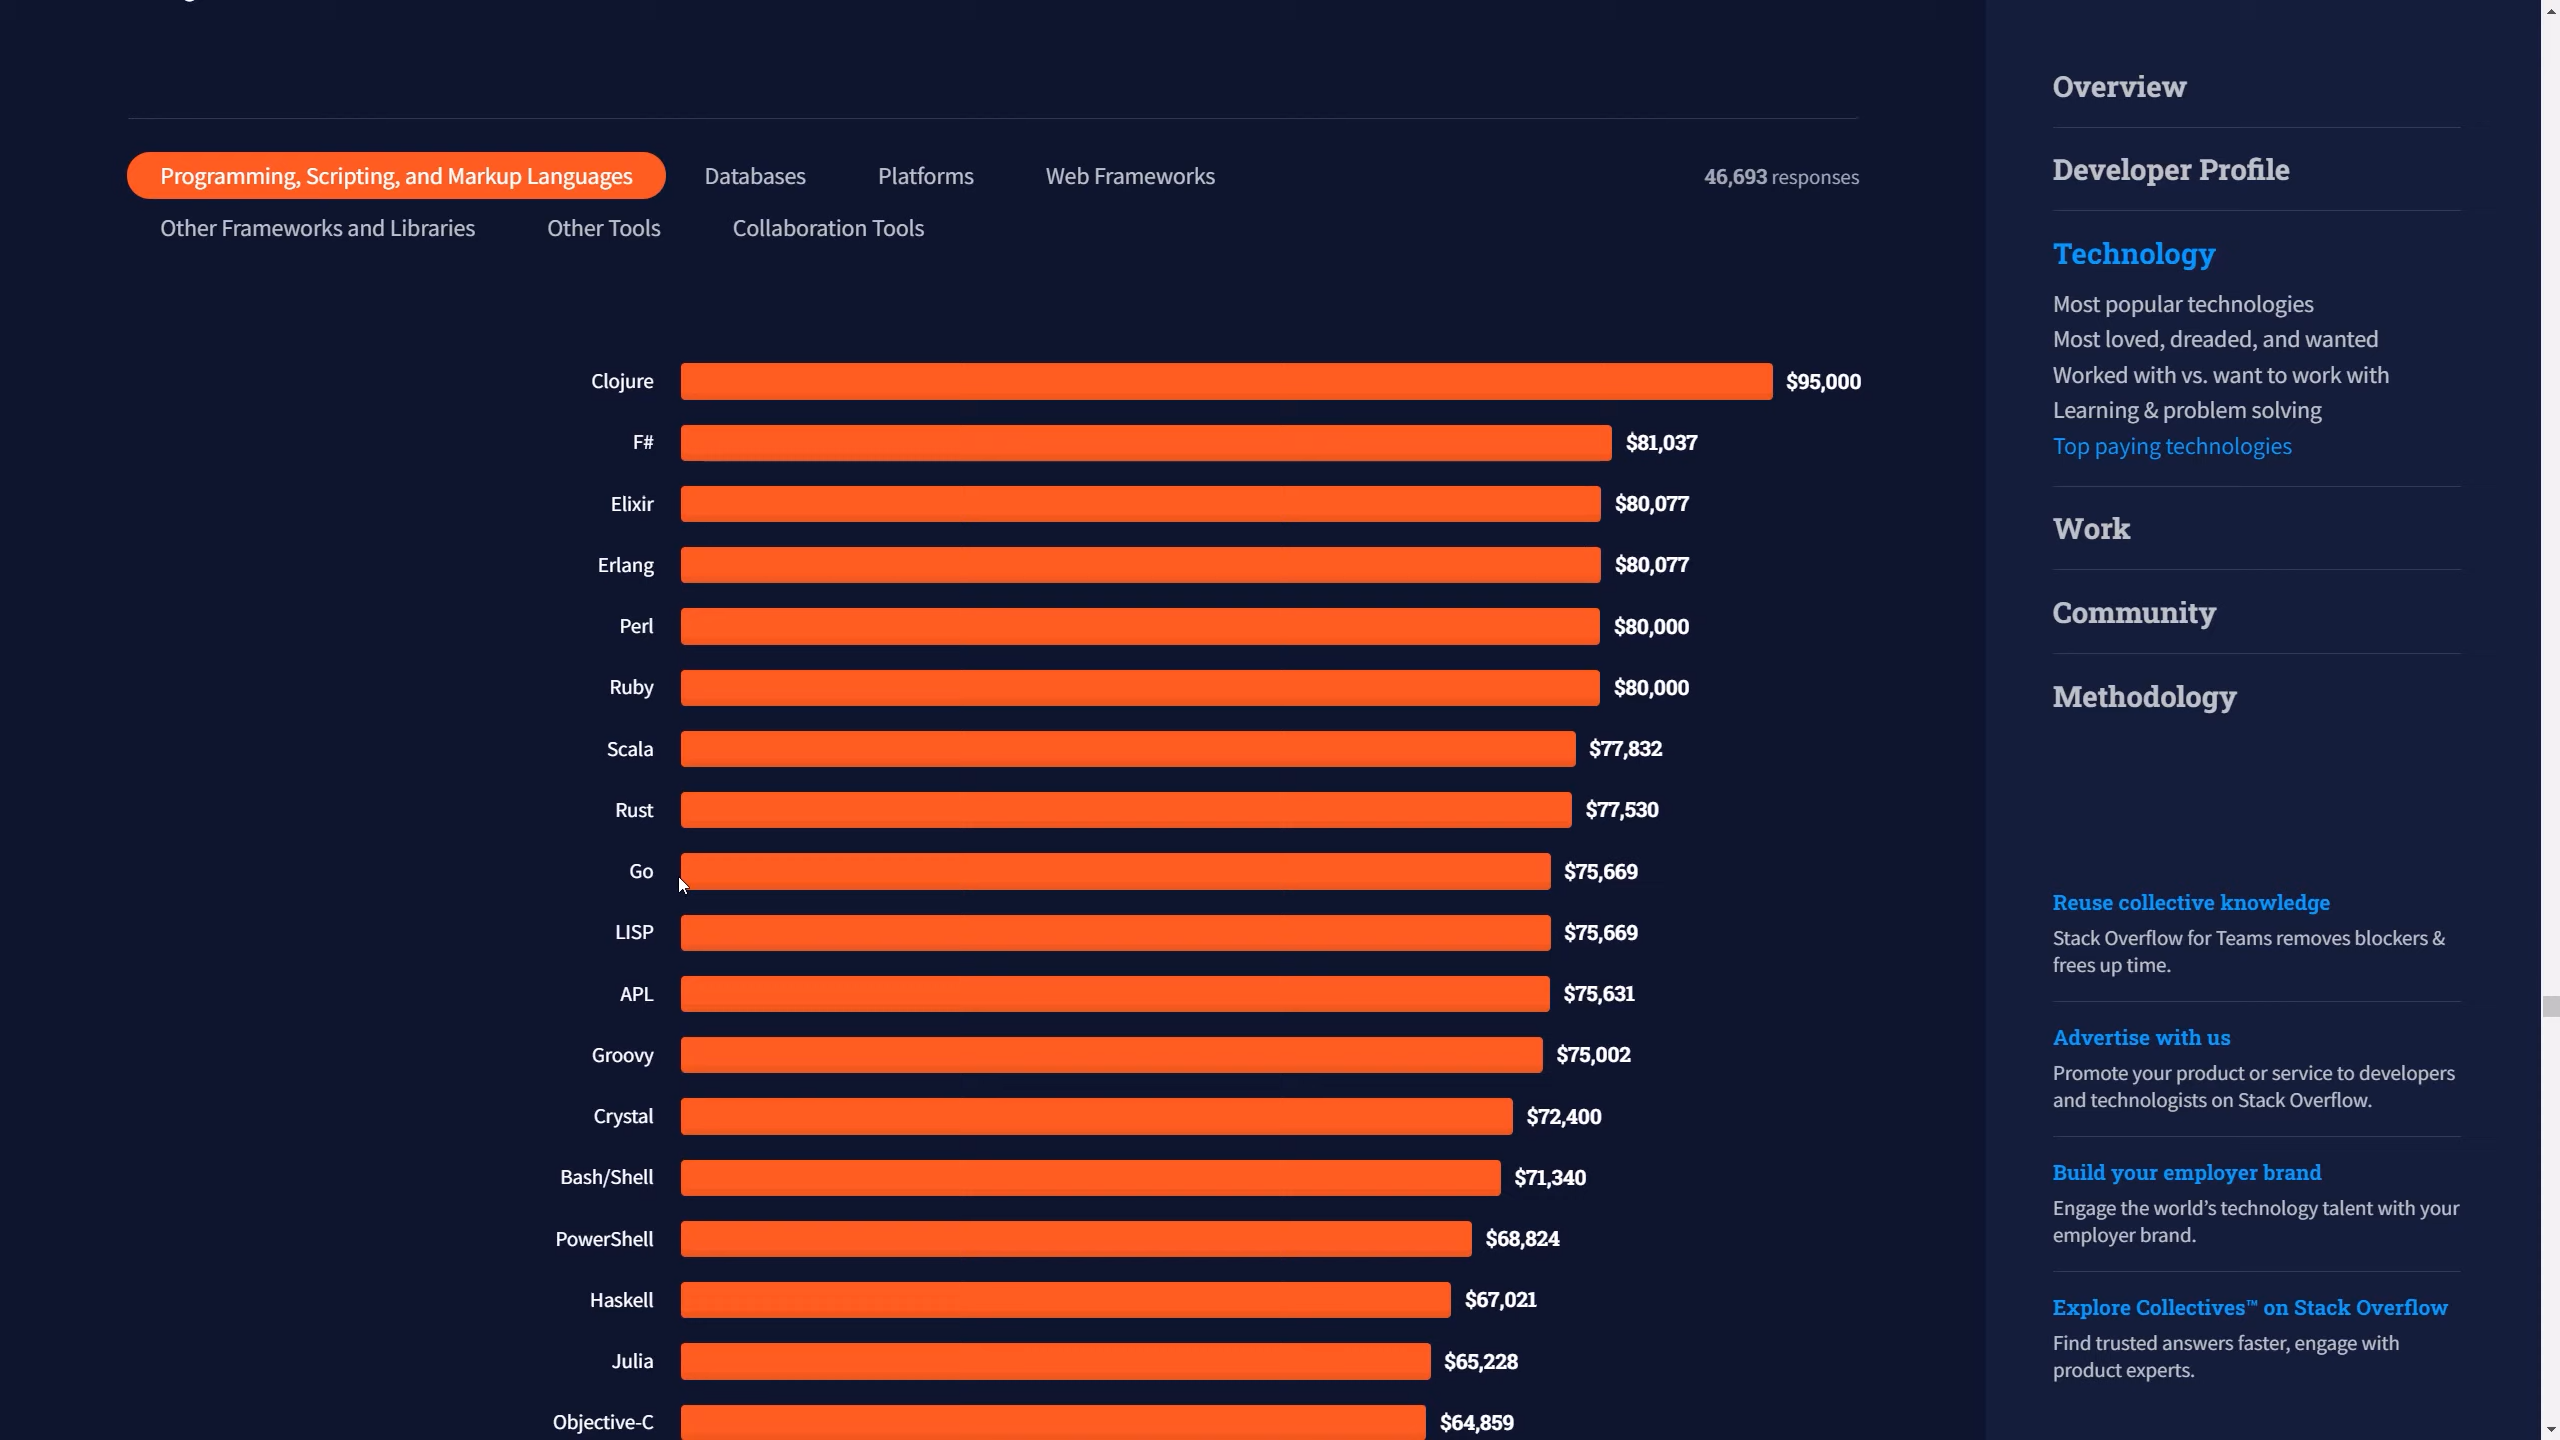 Programming, Scripting, and Markup Languages Databases Platforms Web Frameworks 46,693 responses
Other Frameworks and Libraries Other Tools Collaboration Tools
Clojure $95,000
F# $81,037
Elixir $80,077
Erlang $80,077
Perl $80,000
Ruby $80,000
Scala $77,832
Rust $77,530
Go $75,669
LISP $75,669
APL $75,631
Groovy $75,002
Crystal $72,400
Bash/Shell $71,340
PowerShell $68,824
Haskell $67,021
Julia $65,228
Objective-C $64,859
Overview
Developer Profile
Technology
Most popular technologies
Most loved, dreaded, and wanted
Worked with vs. want to work with
Learning & problem solving
Top paying technologies
Work
Community
Methodology
Reuse collective knowledge
Stack Overflow for Teams removes blockers &
frees up time.
Advertise with us
Promote your product or service to developers
and technologists on Stack Overflow.
Build your employer brand
Engage the world’s technology talent with your
employer brand.
Explore Collectives™ on Stack Overflow
Find trusted answers faster, engage with
product experts.